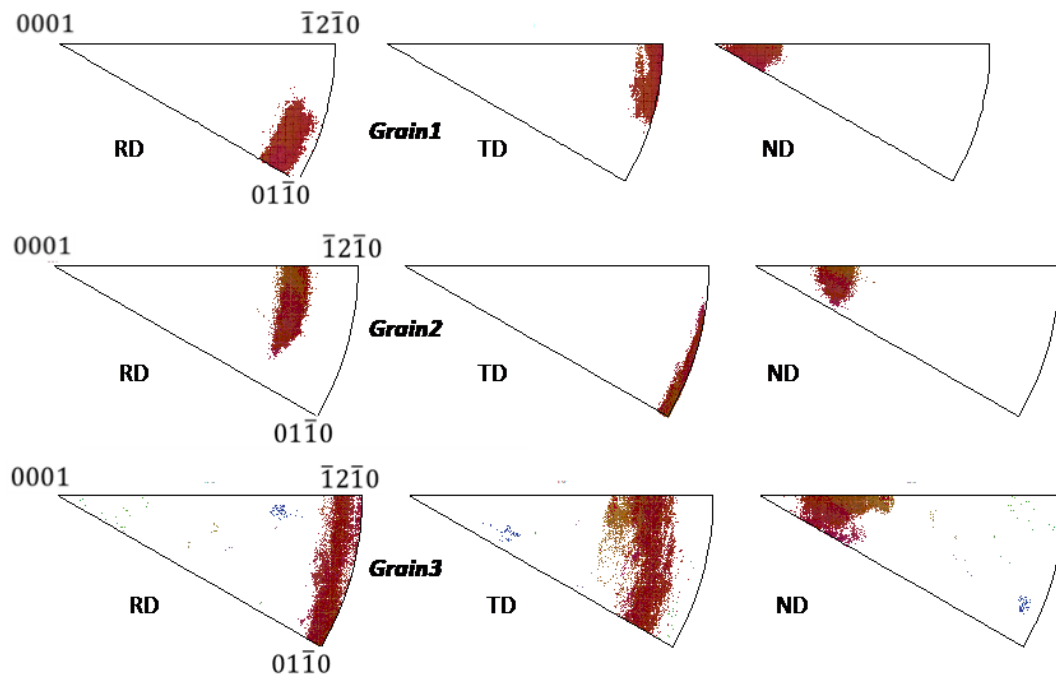 0001 1̅21̅0
Grain1
RD TD ND
011̅0
0001 1̅21̅0
Grain2
RD TD ND
011̅0
0001 1̅21̅0
Grain3
RD TD ND
011̅0